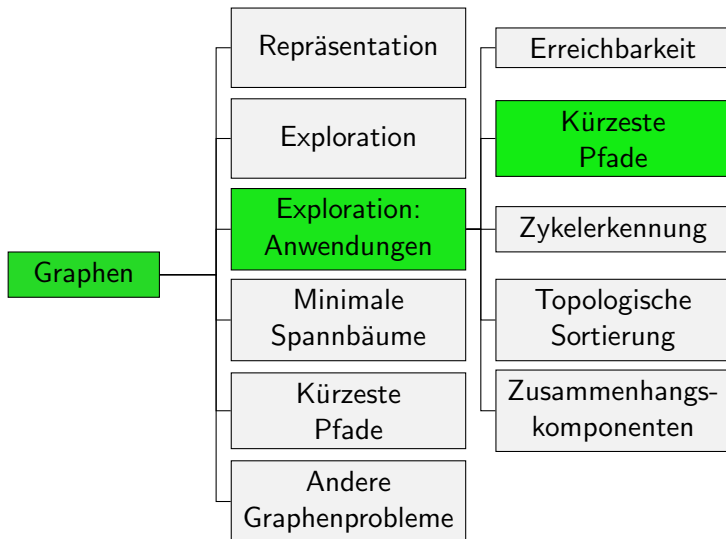 Graphen
Repräsentation
Exploration
Exploration:
Anwendungen
Minimale
Spannbäume
Kürzeste
Pfade
Andere
Graphenprobleme
Erreichbarkeit
Kürzeste
Pfade
Zykelerkennung
Topologische
Sortierung
Zusammenhangs-
komponenten